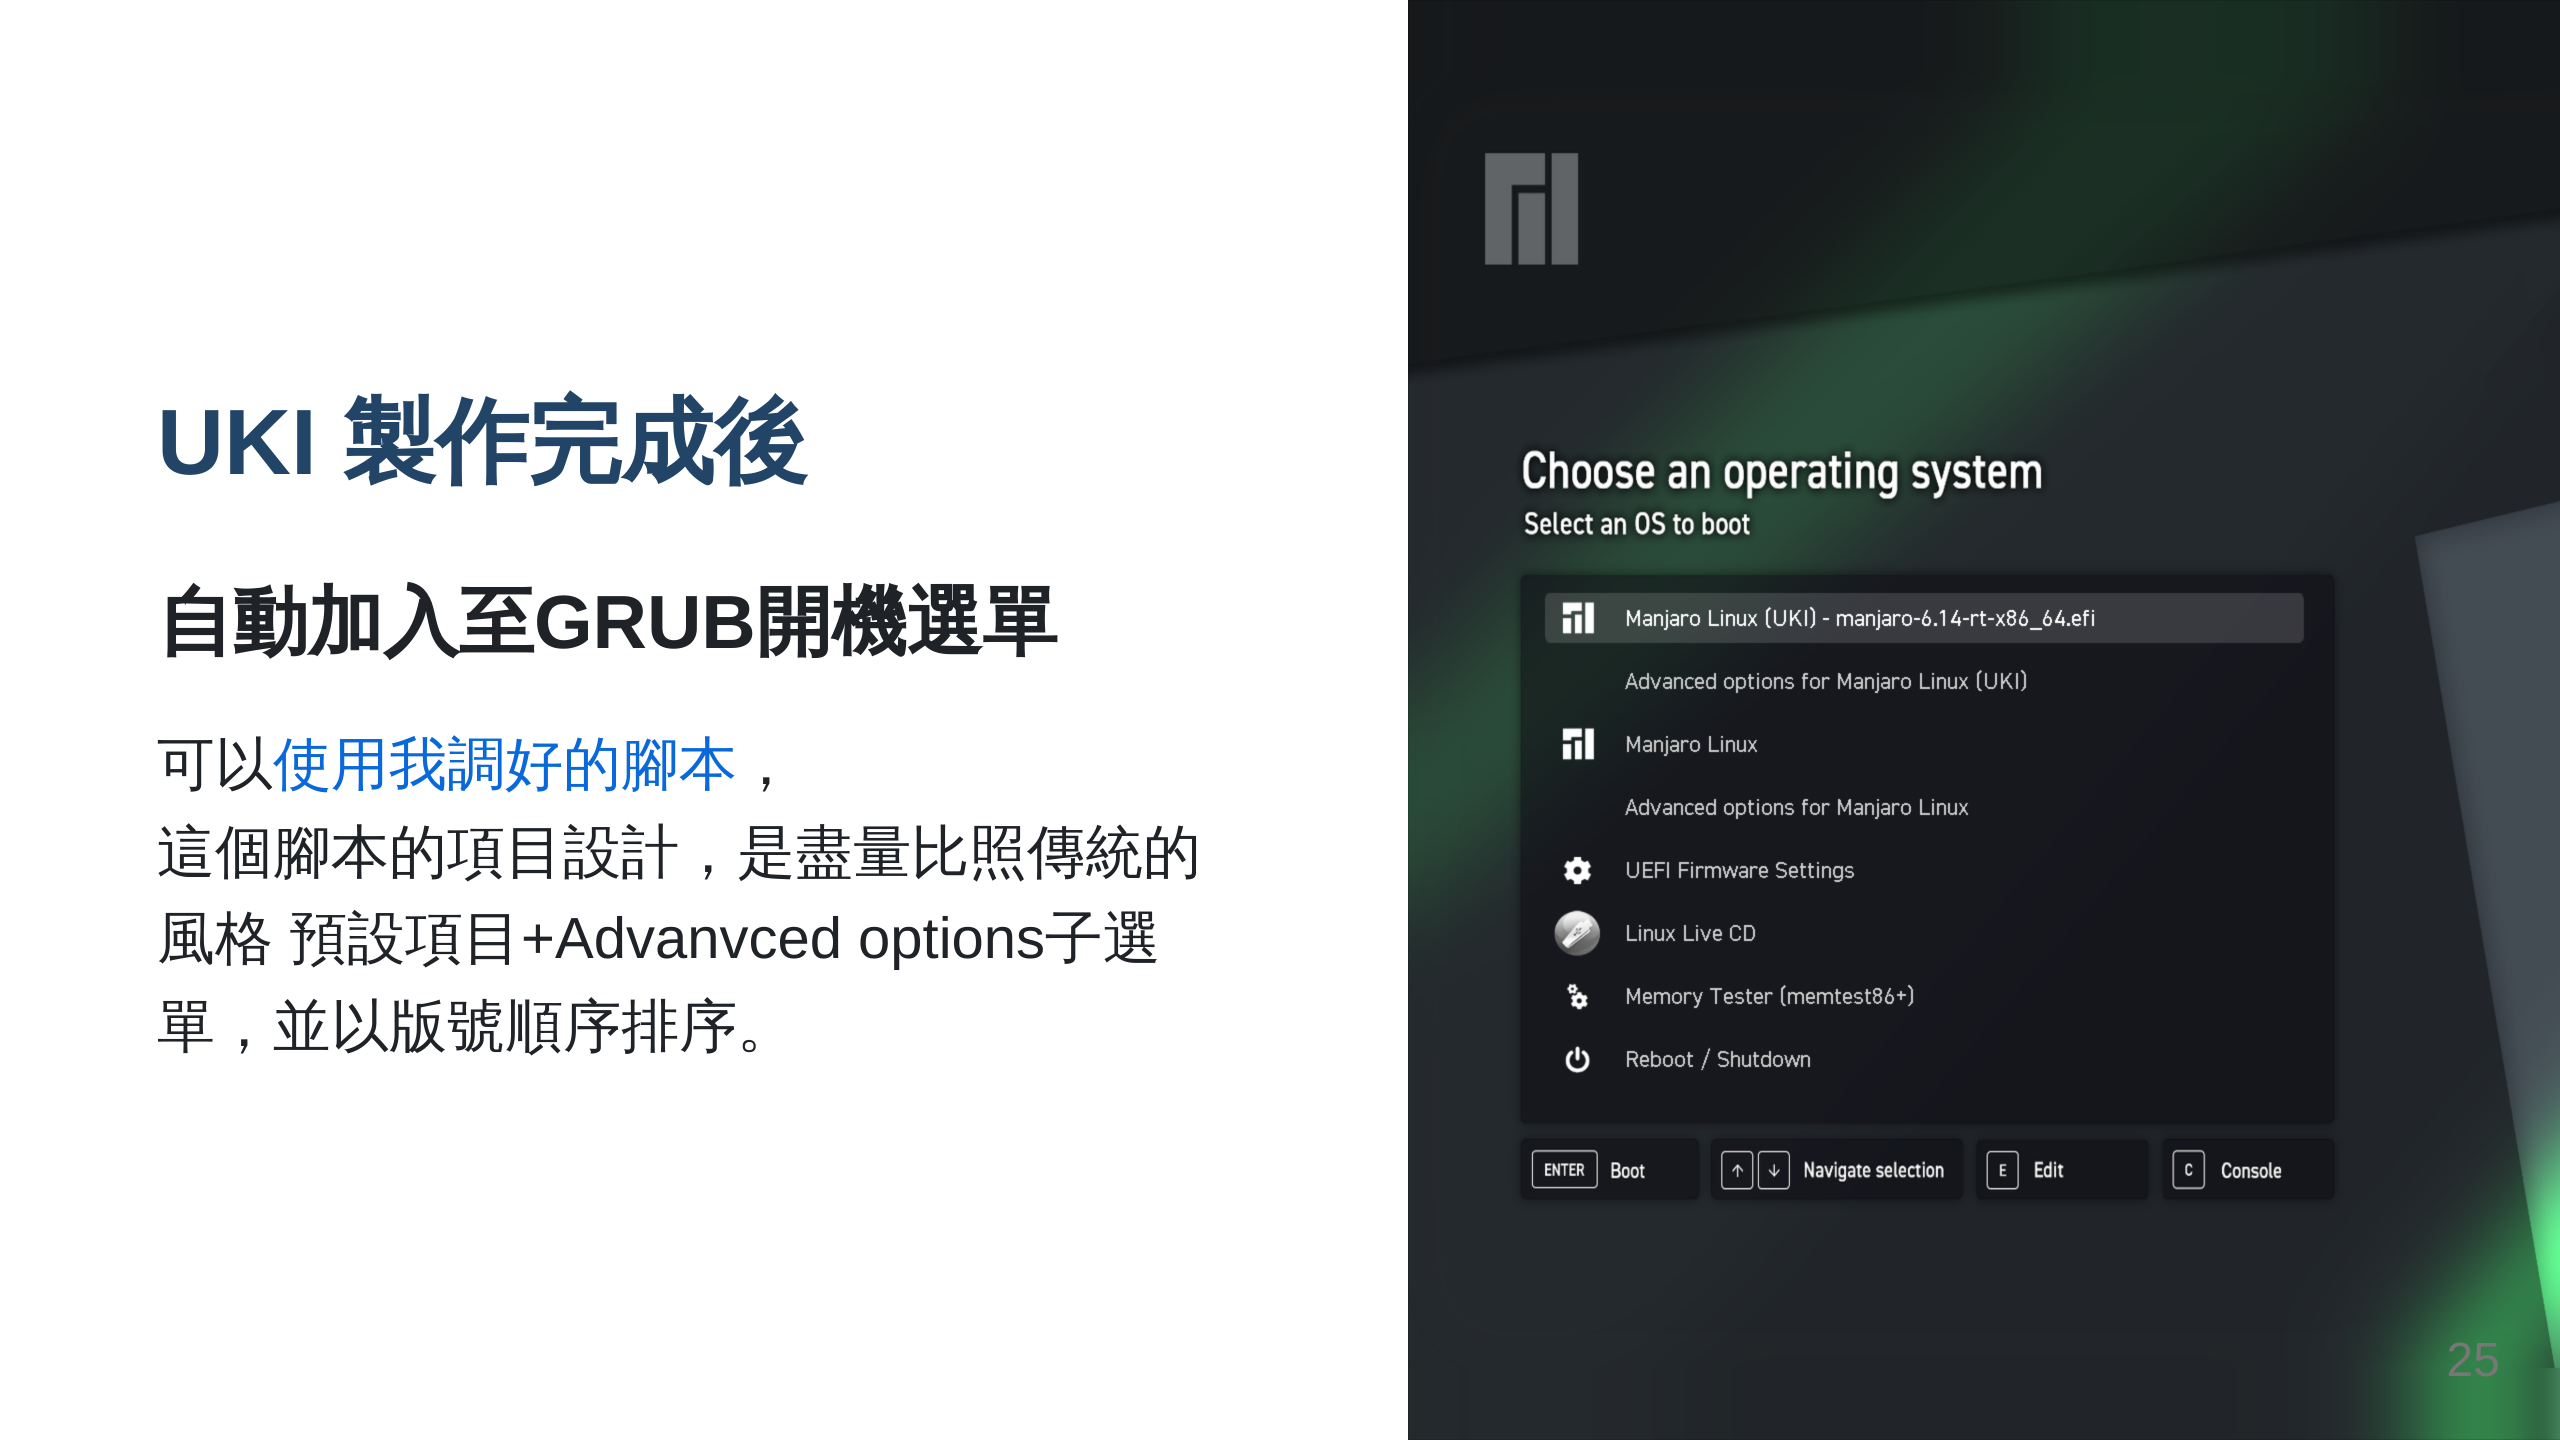 UKI 製作完成後
自動加入至GRUB開機選單
可以使用我調好的腳本，
這個腳本的項目設計，是盡量比照傳統的
風格 預設項目+Advanvced options子選
單，並以版號順序排序。
Choose an operating system
Select an OS to boot
Manjaro Linux (UKI) - manjaro-6.14-rt-x86_64.efi
Advanced options for Manjaro Linux (UKI)
Manjaro Linux
Advanced options for Manjaro Linux
UEFI Firmware Settings
Linux Live CD
Memory Tester (memtest86+)
Reboot / Shutdown
ENTER Boot ↑ ↓ Navigate selection E Edit C Console
25